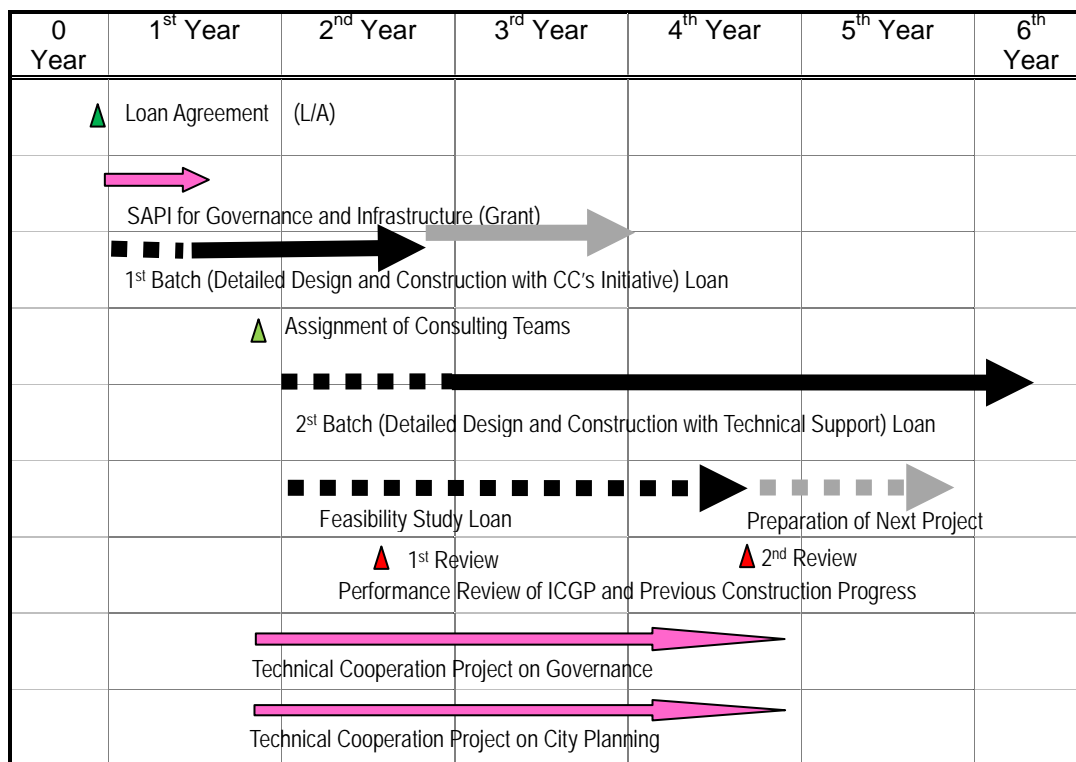 0 Year 1st Year 2nd Year 3rd Year 4th Year 5th Year 6th Year
Loan Agreement (L/A)
SAPI for Governance and Infrastructure (Grant)
1st Batch (Detailed Design and Construction with CC's Initiative) Loan
Assignment of Consulting Teams
2st Batch (Detailed Design and Construction with Technical Support) Loan
Feasibility Study Loan Preparation of Next Project
1st Review 2nd Review
Performance Review of ICGP and Previous Construction Progress
Technical Cooperation Project on Governance
Technical Cooperation Project on City Planning